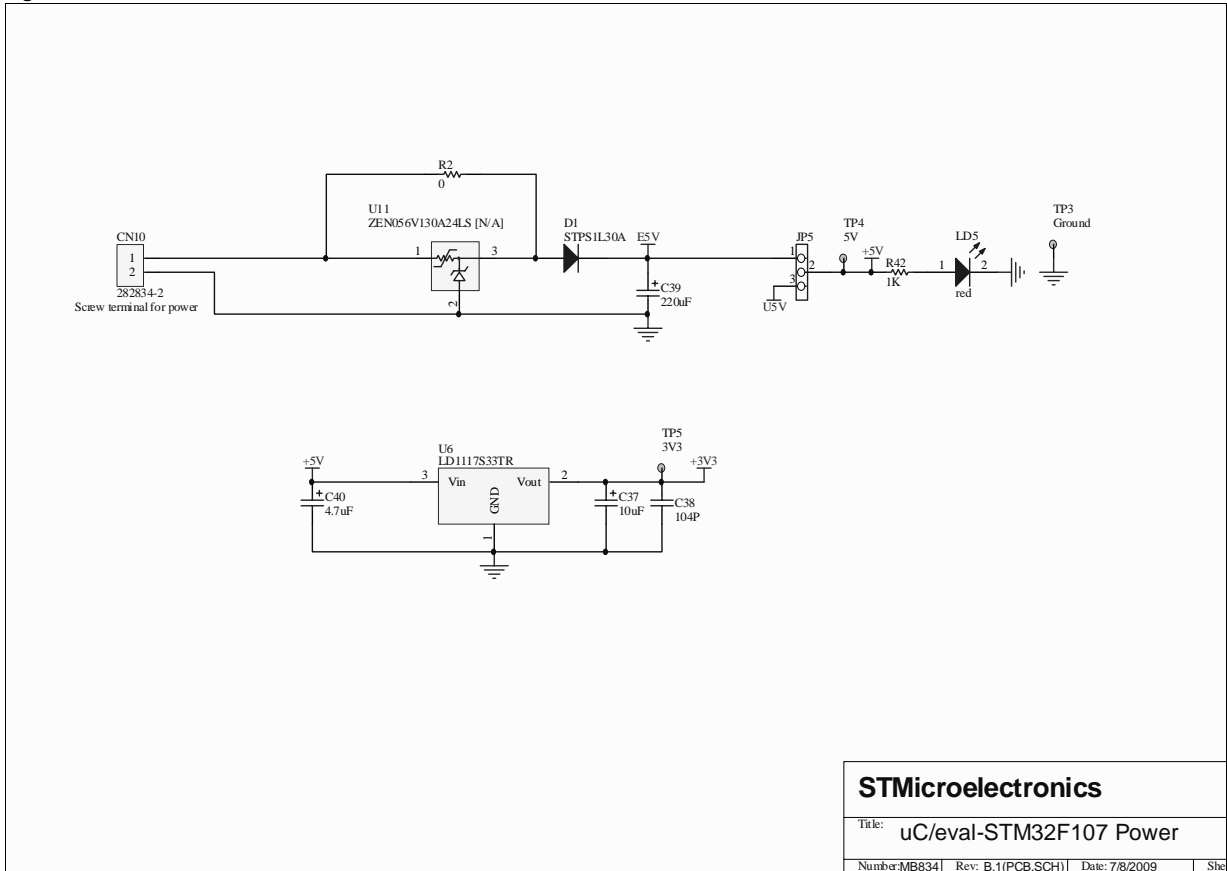 R2
0
U11
ZEN056V130A24LS [N/A]
1
3
2
CN10
1
2
282834-2
Screw terminal for power
D1
STPS1L30A
E5V
C39
220uF
JP5
1
2
3
U5V
TP4
5V
+5V
R42
1K
LD5
1
2
red
TP3
Ground
U6
LD1117S33TR
+5V
3
Vin
Vout
2
GND
1
C40
4.7uF
C37
10uF
C38
104P
TP5
3V3
+3V3
STMicroelectronics
Title: uC/eval-STM32F107 Power
Number:MB834 Rev: B.1(PCB.SCH) Date: 7/8/2009 She